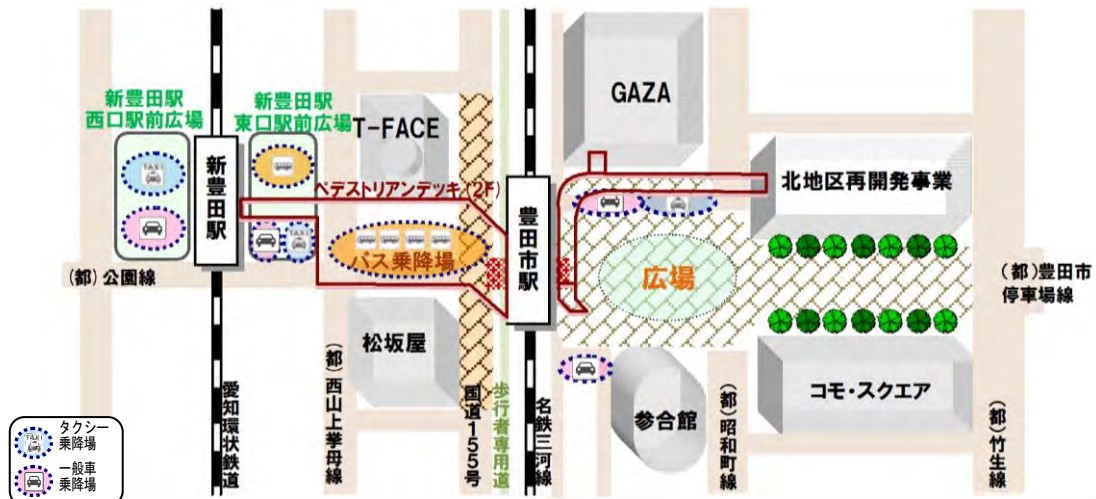 新豊田駅
西口駅前広場
新豊田駅
東口駅前広場
T-FACE
GAZA
新豊田駅
ペデストリアンデッキ(2F)
豊田市駅
北地区再開発事業
バス乗降場
広場
(都)公園線
(都)豊田市
停車場線
松坂屋
参合館
コモ・スクエア
愛知環状鉄道
(都)西山上挙母線
国道155号
歩行者専用道
名鉄三河線
(都)昭和町線
(都)竹生線
TAXI
TAXI
タクシー
乗降場
一般車
乗降場